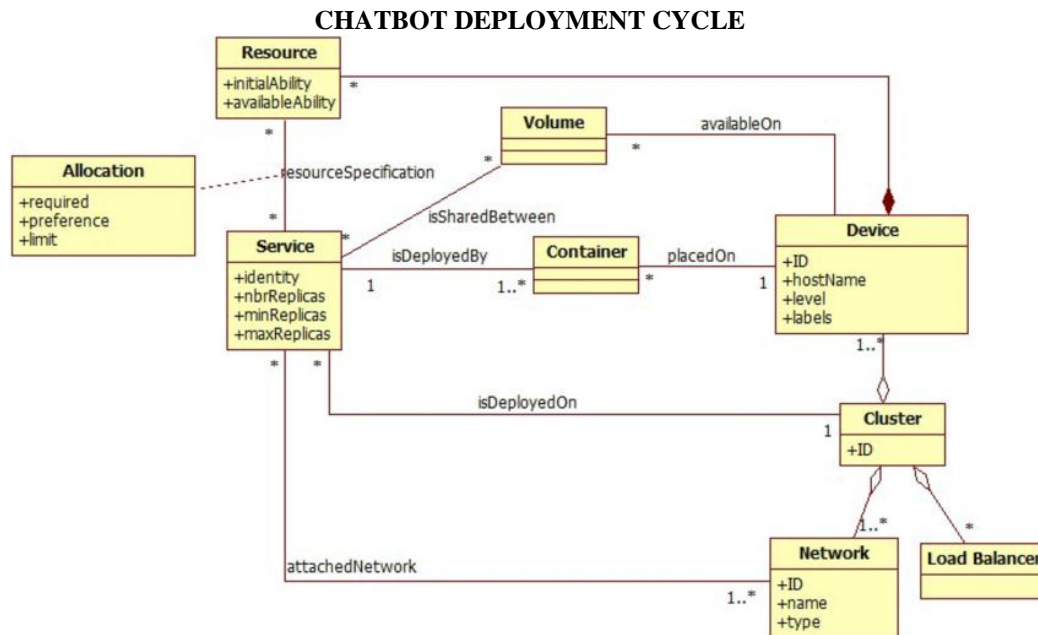 CHATBOT DEPLOYMENT CYCLE
Resource
+initialAbility
+availableAbility
*
*
Volume
availableOn
*
*
Allocation
+required
+preference
+limit
resourceSpecification
*
isSharedBetween
*
Service
+identity
+nbrReplicas
+minReplicas
+maxReplicas
isDeployedBy
1
1..*
Container
placedOn
*
1
Device
+ID
+hostName
+level
+labels
1..*
*
*
isDeployedOn
1
Cluster
+ID
1..*
*
attachedNetwork
1..*
Network
+ID
+name
+type
Load Balancer